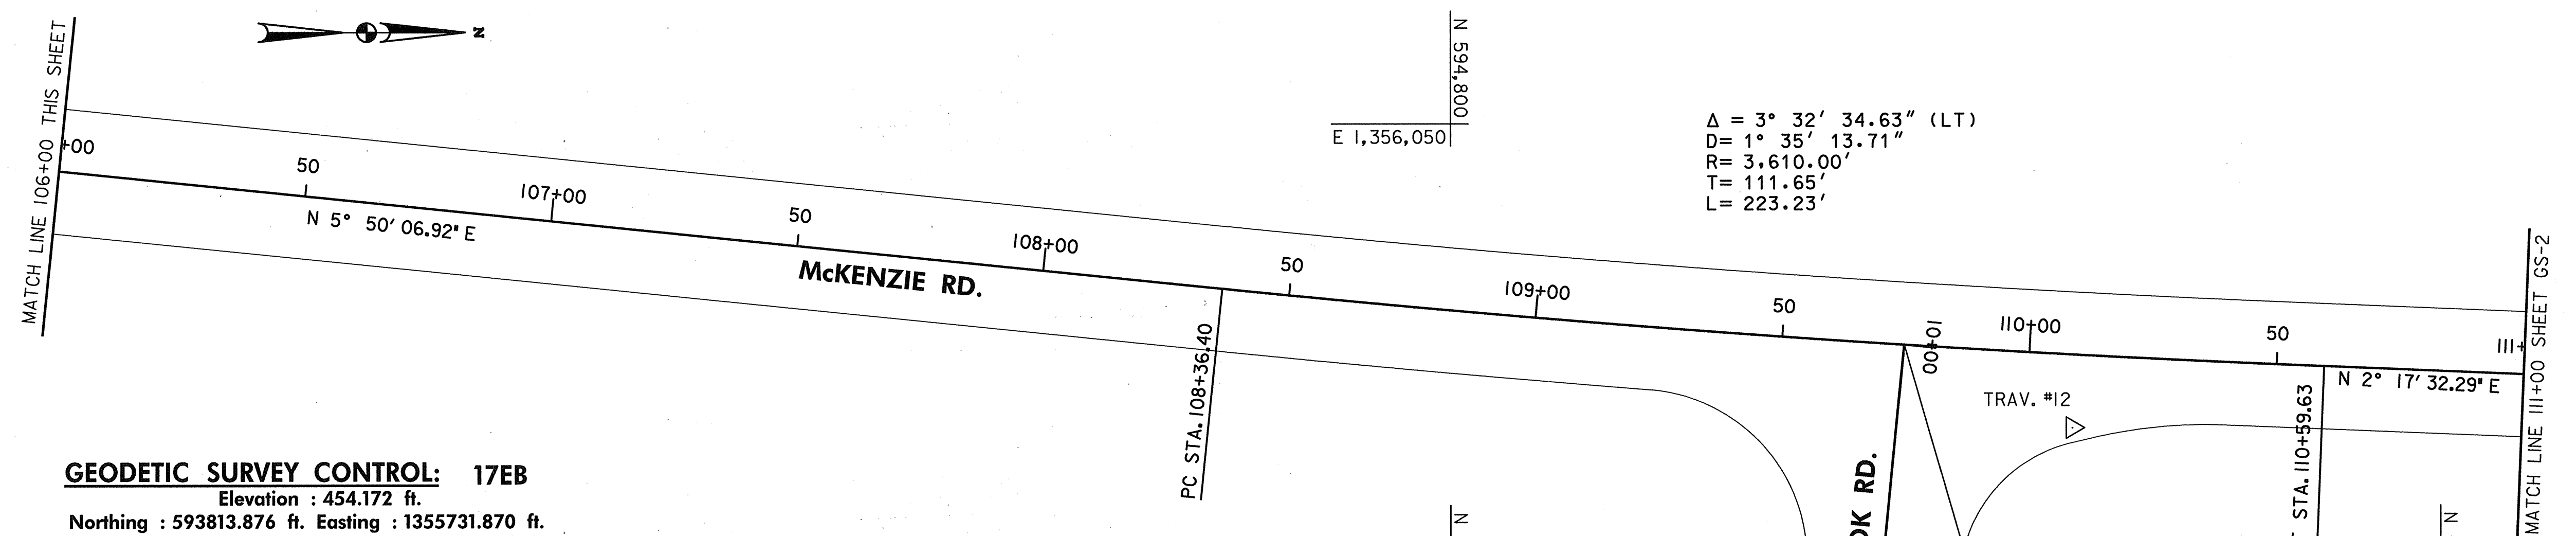 MATCH LINE 106+00 THIS SHEET
N
N 594,800
E 1,356,050
Δ = 3° 32' 34.63" (LT)
D= 1° 35' 13.71"
R= 3,610.00'
T= 111.65'
L= 223.23'
+00
50
107+00
50
108+00
50
109+00
50
110+00
50
111+
N 5° 50' 06.92" E
McKENZIE RD.
PC STA. 108+36.40
10+00
TRAV. #12
OK RD.
STA. 110+59.63
N 2° 17' 32.29" E
MATCH LINE 111+00 SHEET GS-2
GEODETIC SURVEY CONTROL: 17EB
Elevation : 454.172 ft.
Northing : 593813.876 ft. Easting : 1355731.870 ft.
N
N